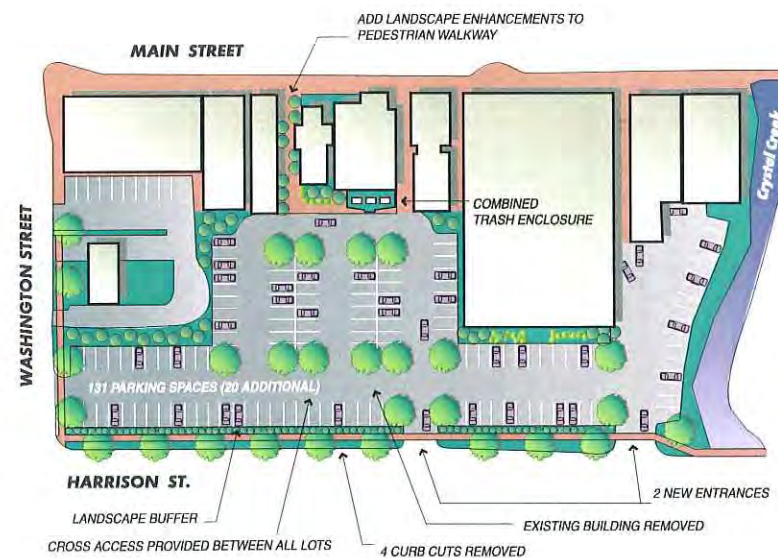 ADD LANDSCAPE ENHANCEMENTS TO
PEDESTRIAN WALKWAY
MAIN STREET
Crystal Creek
COMBINED
TRASH ENCLOSURE
WASHINGTON STREET
131 PARKING SPACES (20 ADDITIONAL)
HARRISON ST.
2 NEW ENTRANCES
LANDSCAPE BUFFER
EXISTING BUILDING REMOVED
CROSS ACCESS PROVIDED BETWEEN ALL LOTS
4 CURB CUTS REMOVED